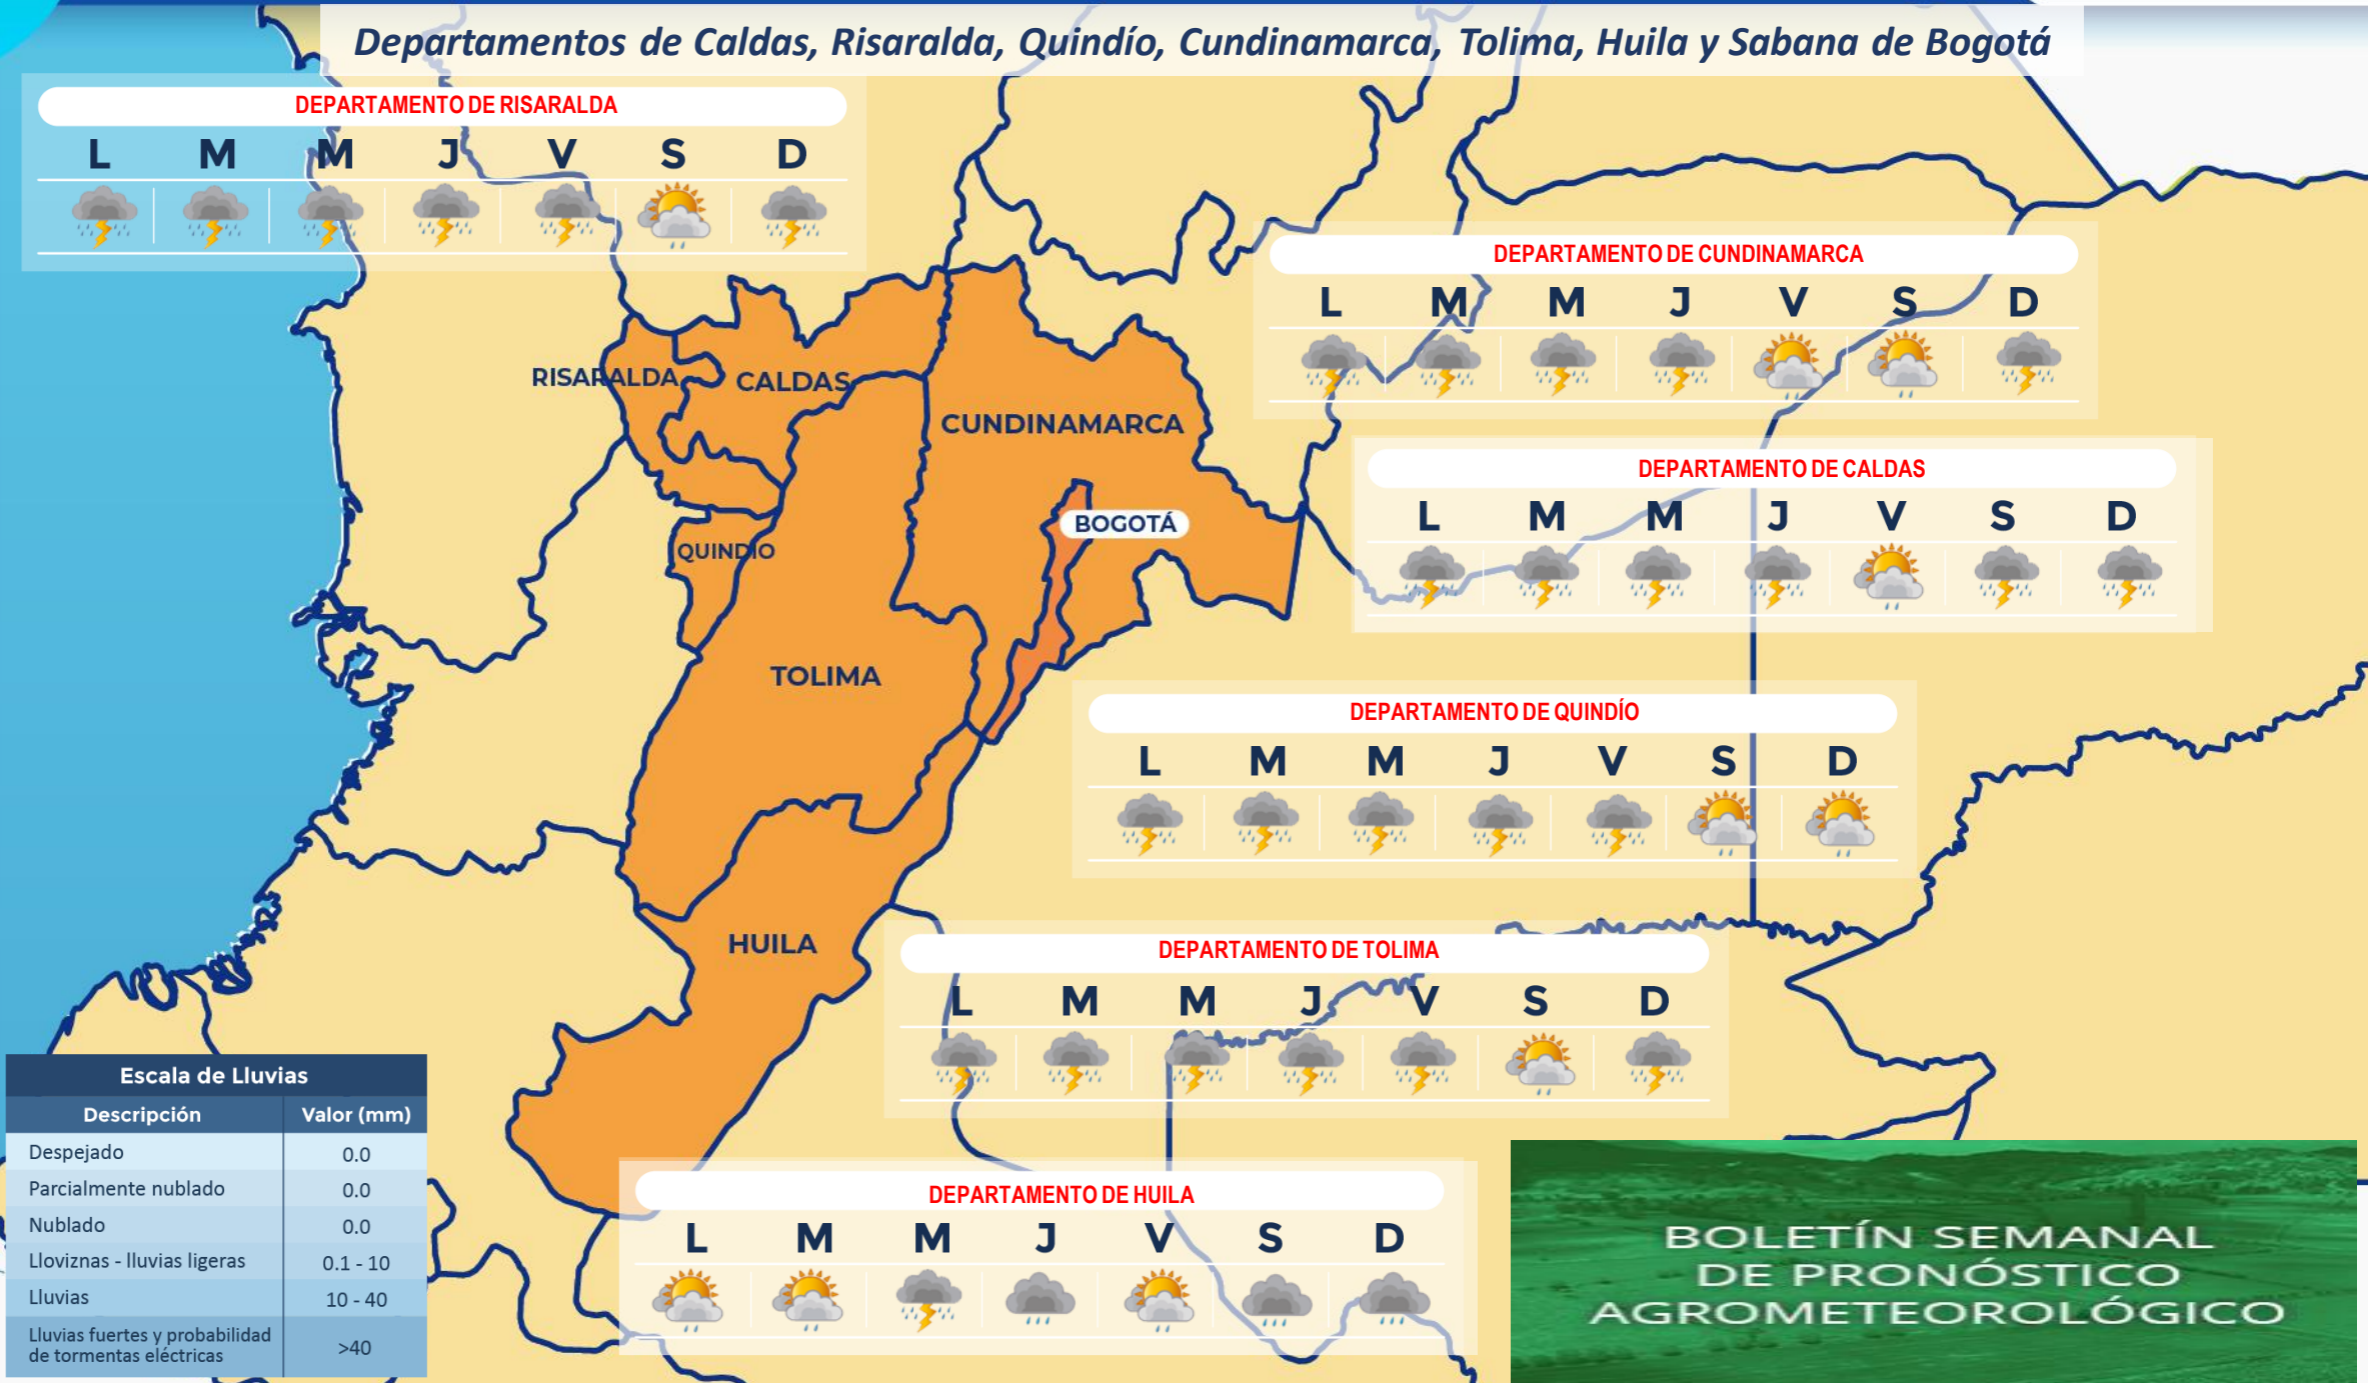 Departamentos de Caldas, Risaralda, Quindío, Cundinamarca, Tolima, Huila y Sabana de Bogotá
DEPARTAMENTO DE RISARALDA
L M M J V S D
DEPARTAMENTO DE CUNDINAMARCA
L M M J V S D
RISARALDA
CALDAS
CUNDINAMARCA
DEPARTAMENTO DE CALDAS
L M M J V S D
BOGOTÁ
QUINDIO
TOLIMA
DEPARTAMENTO DE QUINDÍO
L M M J V S D
HUILA
DEPARTAMENTO DE TOLIMA
L M M J V S D
Escala de Lluvias
Descripción Valor (mm)
Despejado 0.0
Parcialmente nublado 0.0
Nublado 0.0
Lloviznas - lluvias ligeras 0.1 - 10
Lluvias 10 - 40
Lluvias fuertes y probabilidad
de tormentas eléctricas >40
DEPARTAMENTO DE HUILA
L M M J V S D
BOLETÍN SEMANAL
DE PRONÓSTICO
AGROMETEOROLÓGICO